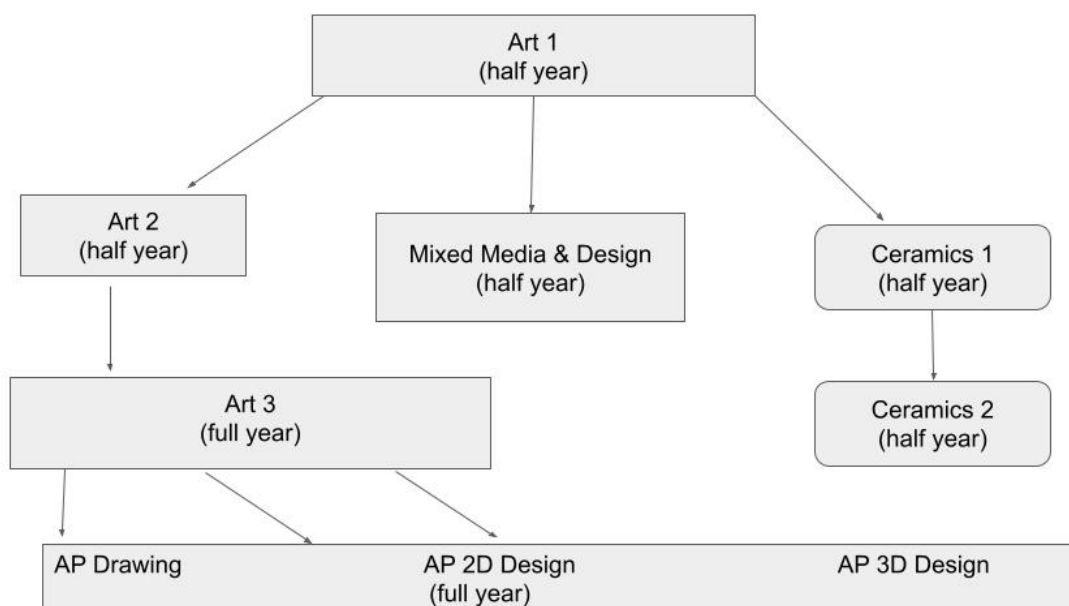 Art 1
(half year)
Art 2
(half year)
Mixed Media & Design
(half year)
Ceramics 1
(half year)
Art 3
(full year)
Ceramics 2
(half year)
AP Drawing
AP 2D Design
(full year)
AP 3D Design